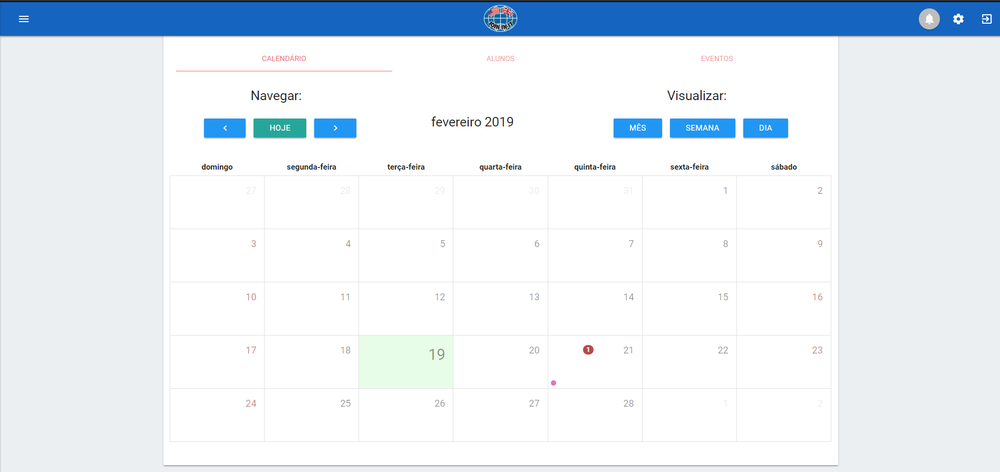 JOIN IN IT
CALENDÁRIO ALUNOS EVENTOS
Navegar: Visualizar:
fevereiro 2019
HOJE MÊS SEMANA DIA
domingo segunda-feira terça-feira quarta-feira quinta-feira sexta-feira sábado
27 28 29 30 31 1 2
3 4 5 6 7 8 9
10 11 12 13 14 15 16
17 18 19 20 1 21 22 23
24 25 26 27 28 1 2